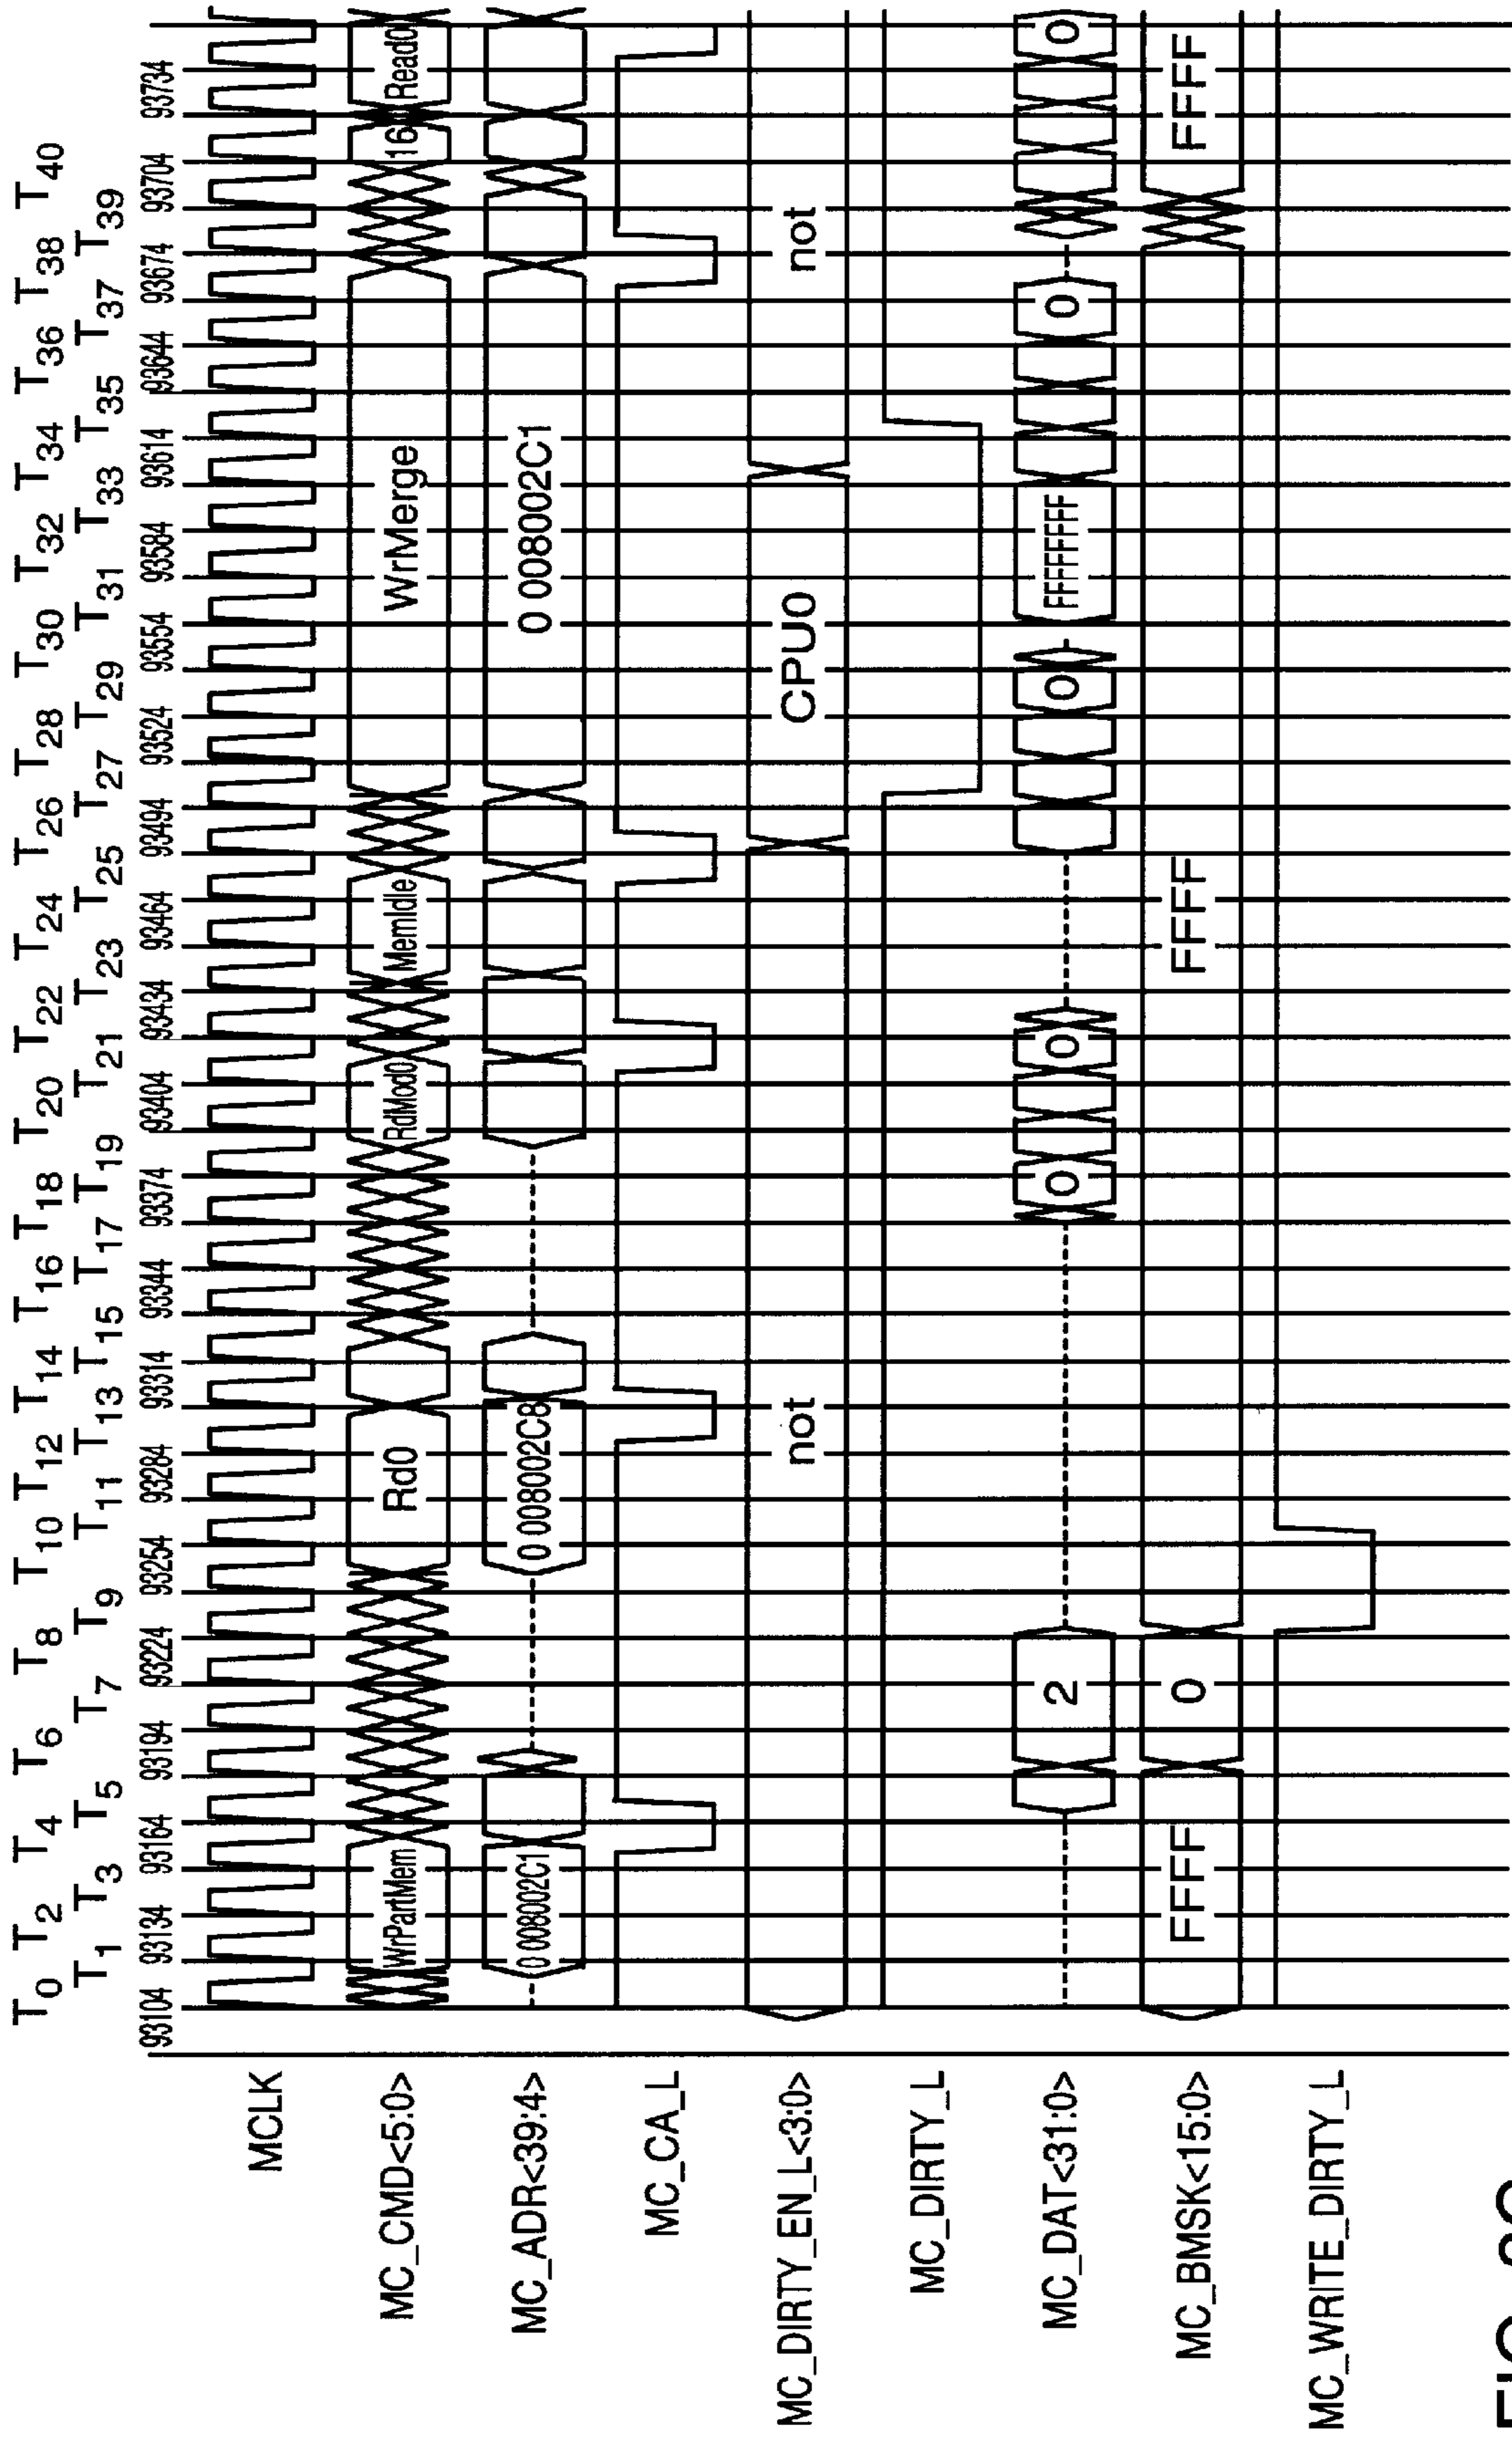 T0 T2 T4 T6 T8 T10 T12 T14 T16 T18 T20 T22 T24 T26 T28 T30 T32 T34 T36 T38 T40
T1 T3 T5 T7 T9 T11 T13 T15 T17 T19 T21 T23 T25 T27 T29 T31 T33 T35 T37 T39
93104 93134 93164 93194 93224 93254 93284 93314 93344 93374 93404 93434 93464 93494 93524 93554 93584 93614 93644 93674 93704 93734
MCLK
MC_CMD<5:0> WrPartMem Rd0 RdMod0 MemIdle WrMerge 16 Read0
MC_ADR<39:4> 0 008002C1 0 008002C8 0 008002C1
MC_CA_L
MC_DIRTY_EN_L<3:0> not CPU0 not
MC_DIRTY_L
MC_DAT<31:0> 2 0 0 0 FFFFFFFF 0 0
MC_BMSK<15:0> FFFF 0 FFFF FFFF
MC_WRITE_DIRTY_L